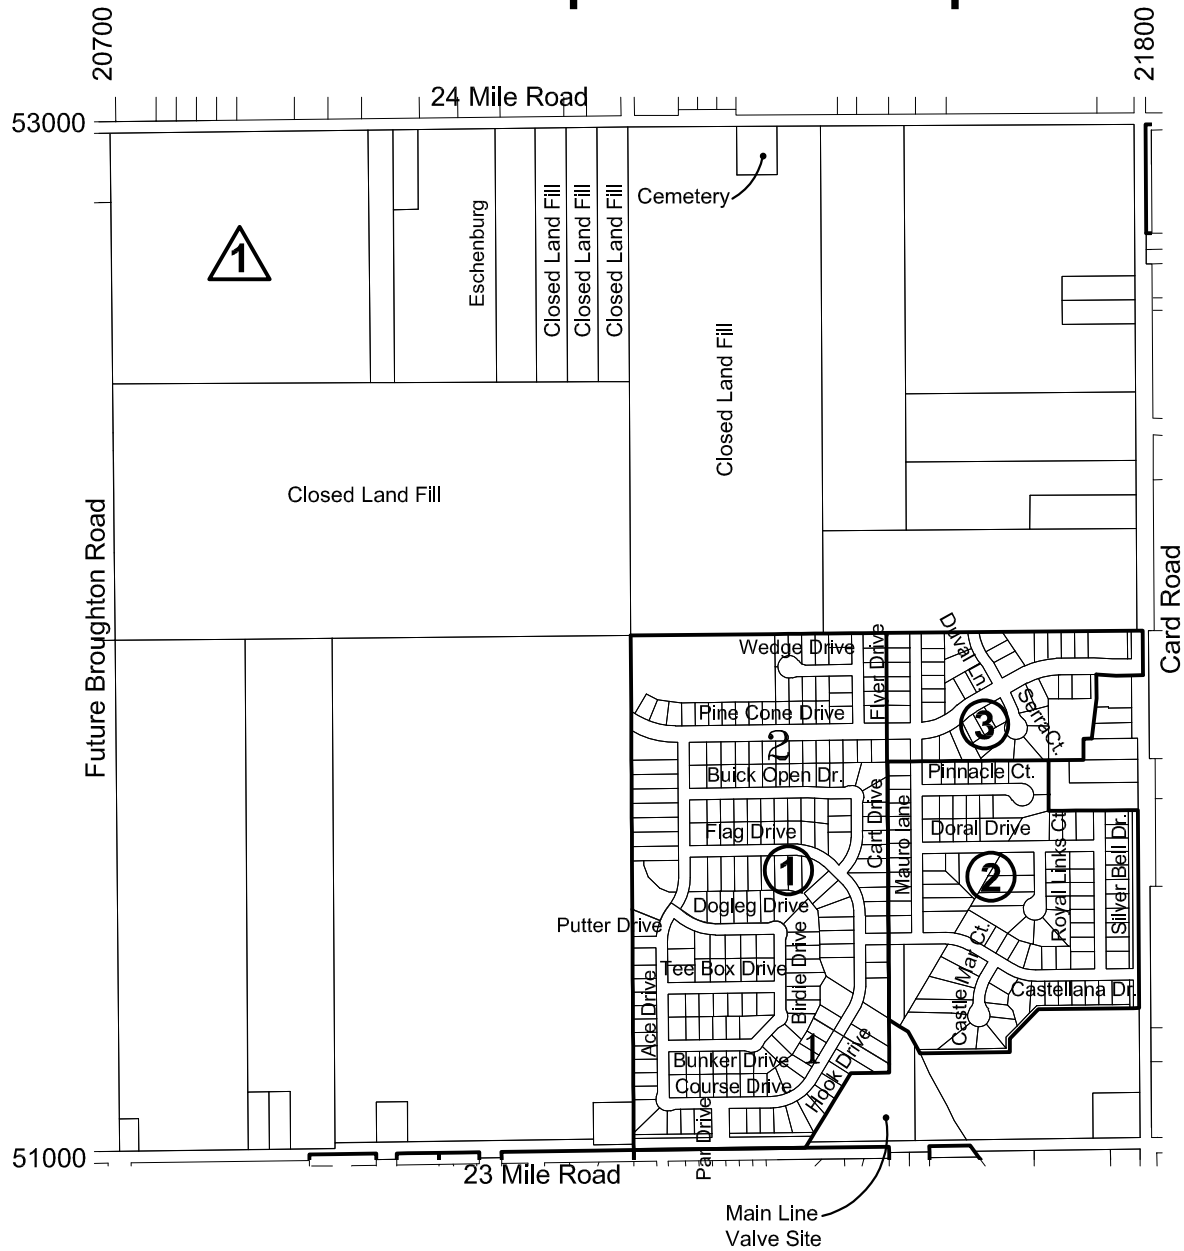 20700
21800
24 Mile Road
53000
Cemetery
1
Eschenburg
Closed Land Fill
Closed Land Fill
Closed Land Fill
Closed Land Fill
Closed Land Fill
Future Broughton Road
Card Road
Wedge Drive
Flyer Drive
Duval Ln.
Serra Ct.
Pine Cone Drive
3
2
Buick Open Dr.
Pinnacle Ct.
Cart Drive
Mauro lane
Flag Drive
Doral Drive
Royal Links Ct.
Silver Bell Dr.
1
2
Dogleg Drive
Putter Drive
Birdie Drive
Castle Mar Ct.
Tee Box Drive
Castellana Dr.
Ace Drive
1
Bunker Drive
Hook Drive
Course Drive
Par Drive
51000
23 Mile Road
Main Line
Valve Site